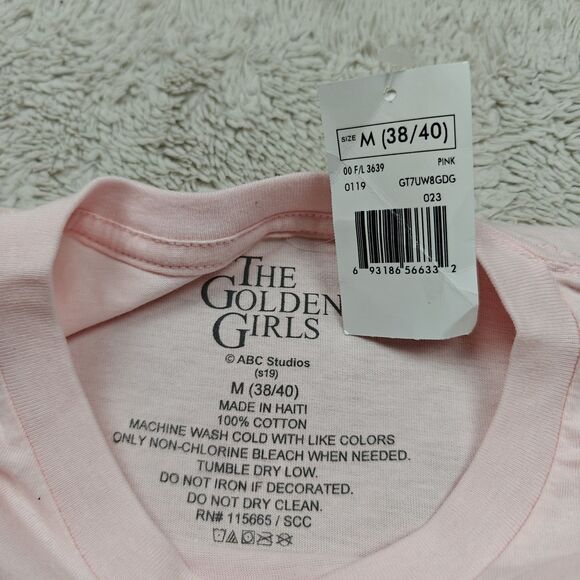 SIZE M (38/40)
00 F/L 3639 PINK
0119 GT7UW8GDG
023
6 93186 56633 2
THE
GOLDEN
GIRLS
© ABC Studios
(s19)
M (38/40)
MADE IN HAITI
100% COTTON
MACHINE WASH COLD WITH LIKE COLORS
ONLY NON-CHLORINE BLEACH WHEN NEEDED.
TUMBLE DRY LOW.
DO NOT IRON IF DECORATED.
DO NOT DRY CLEAN.
RN# 115665 / SCC